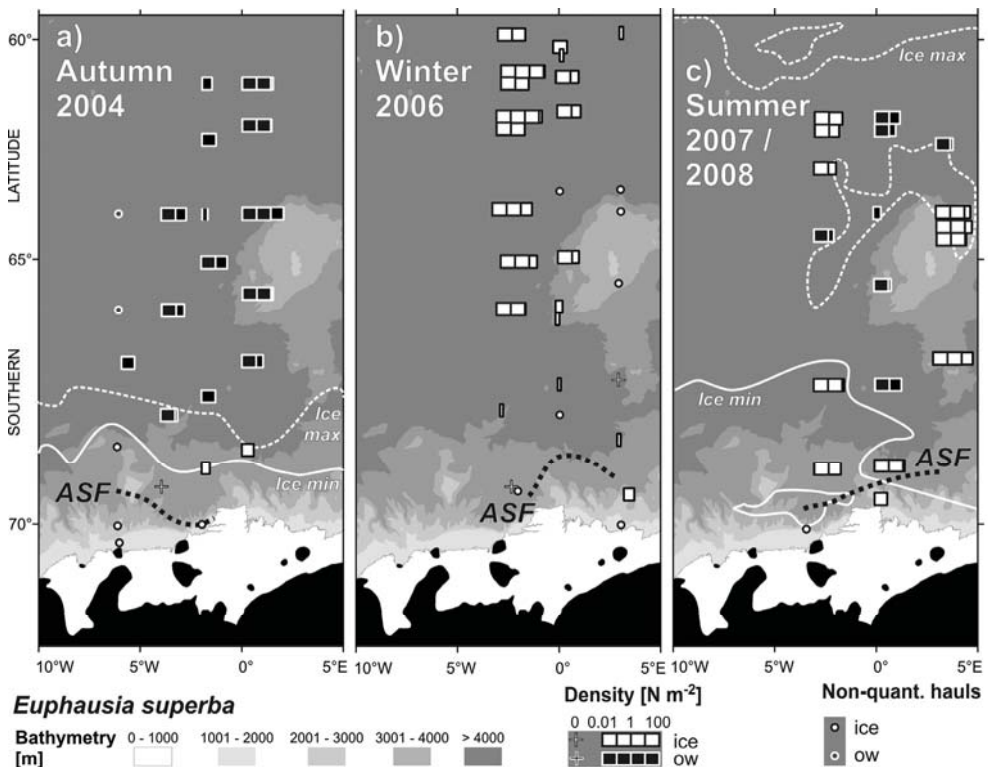 a)
Autumn
2004
b)
Winter
2006
c)
Summer
2007 /
2008
60°
65°
70°
SOUTHERN LATITUDE
Ice max
Ice min
ASF
ASF
Ice max
Ice min
ASF
10°W 5° 0° 5°E
10°W 5° 0° 5°E
10°W 5° 0° 5°E
Euphausia superba
Bathymetry
[m]
0 - 1000 1001 - 2000 2001 - 3000 3001 - 4000 > 4000
Density [N m⁻²]
0 0.01 1 1 100
ice
ow
Non-quant. hauls
ice
ow